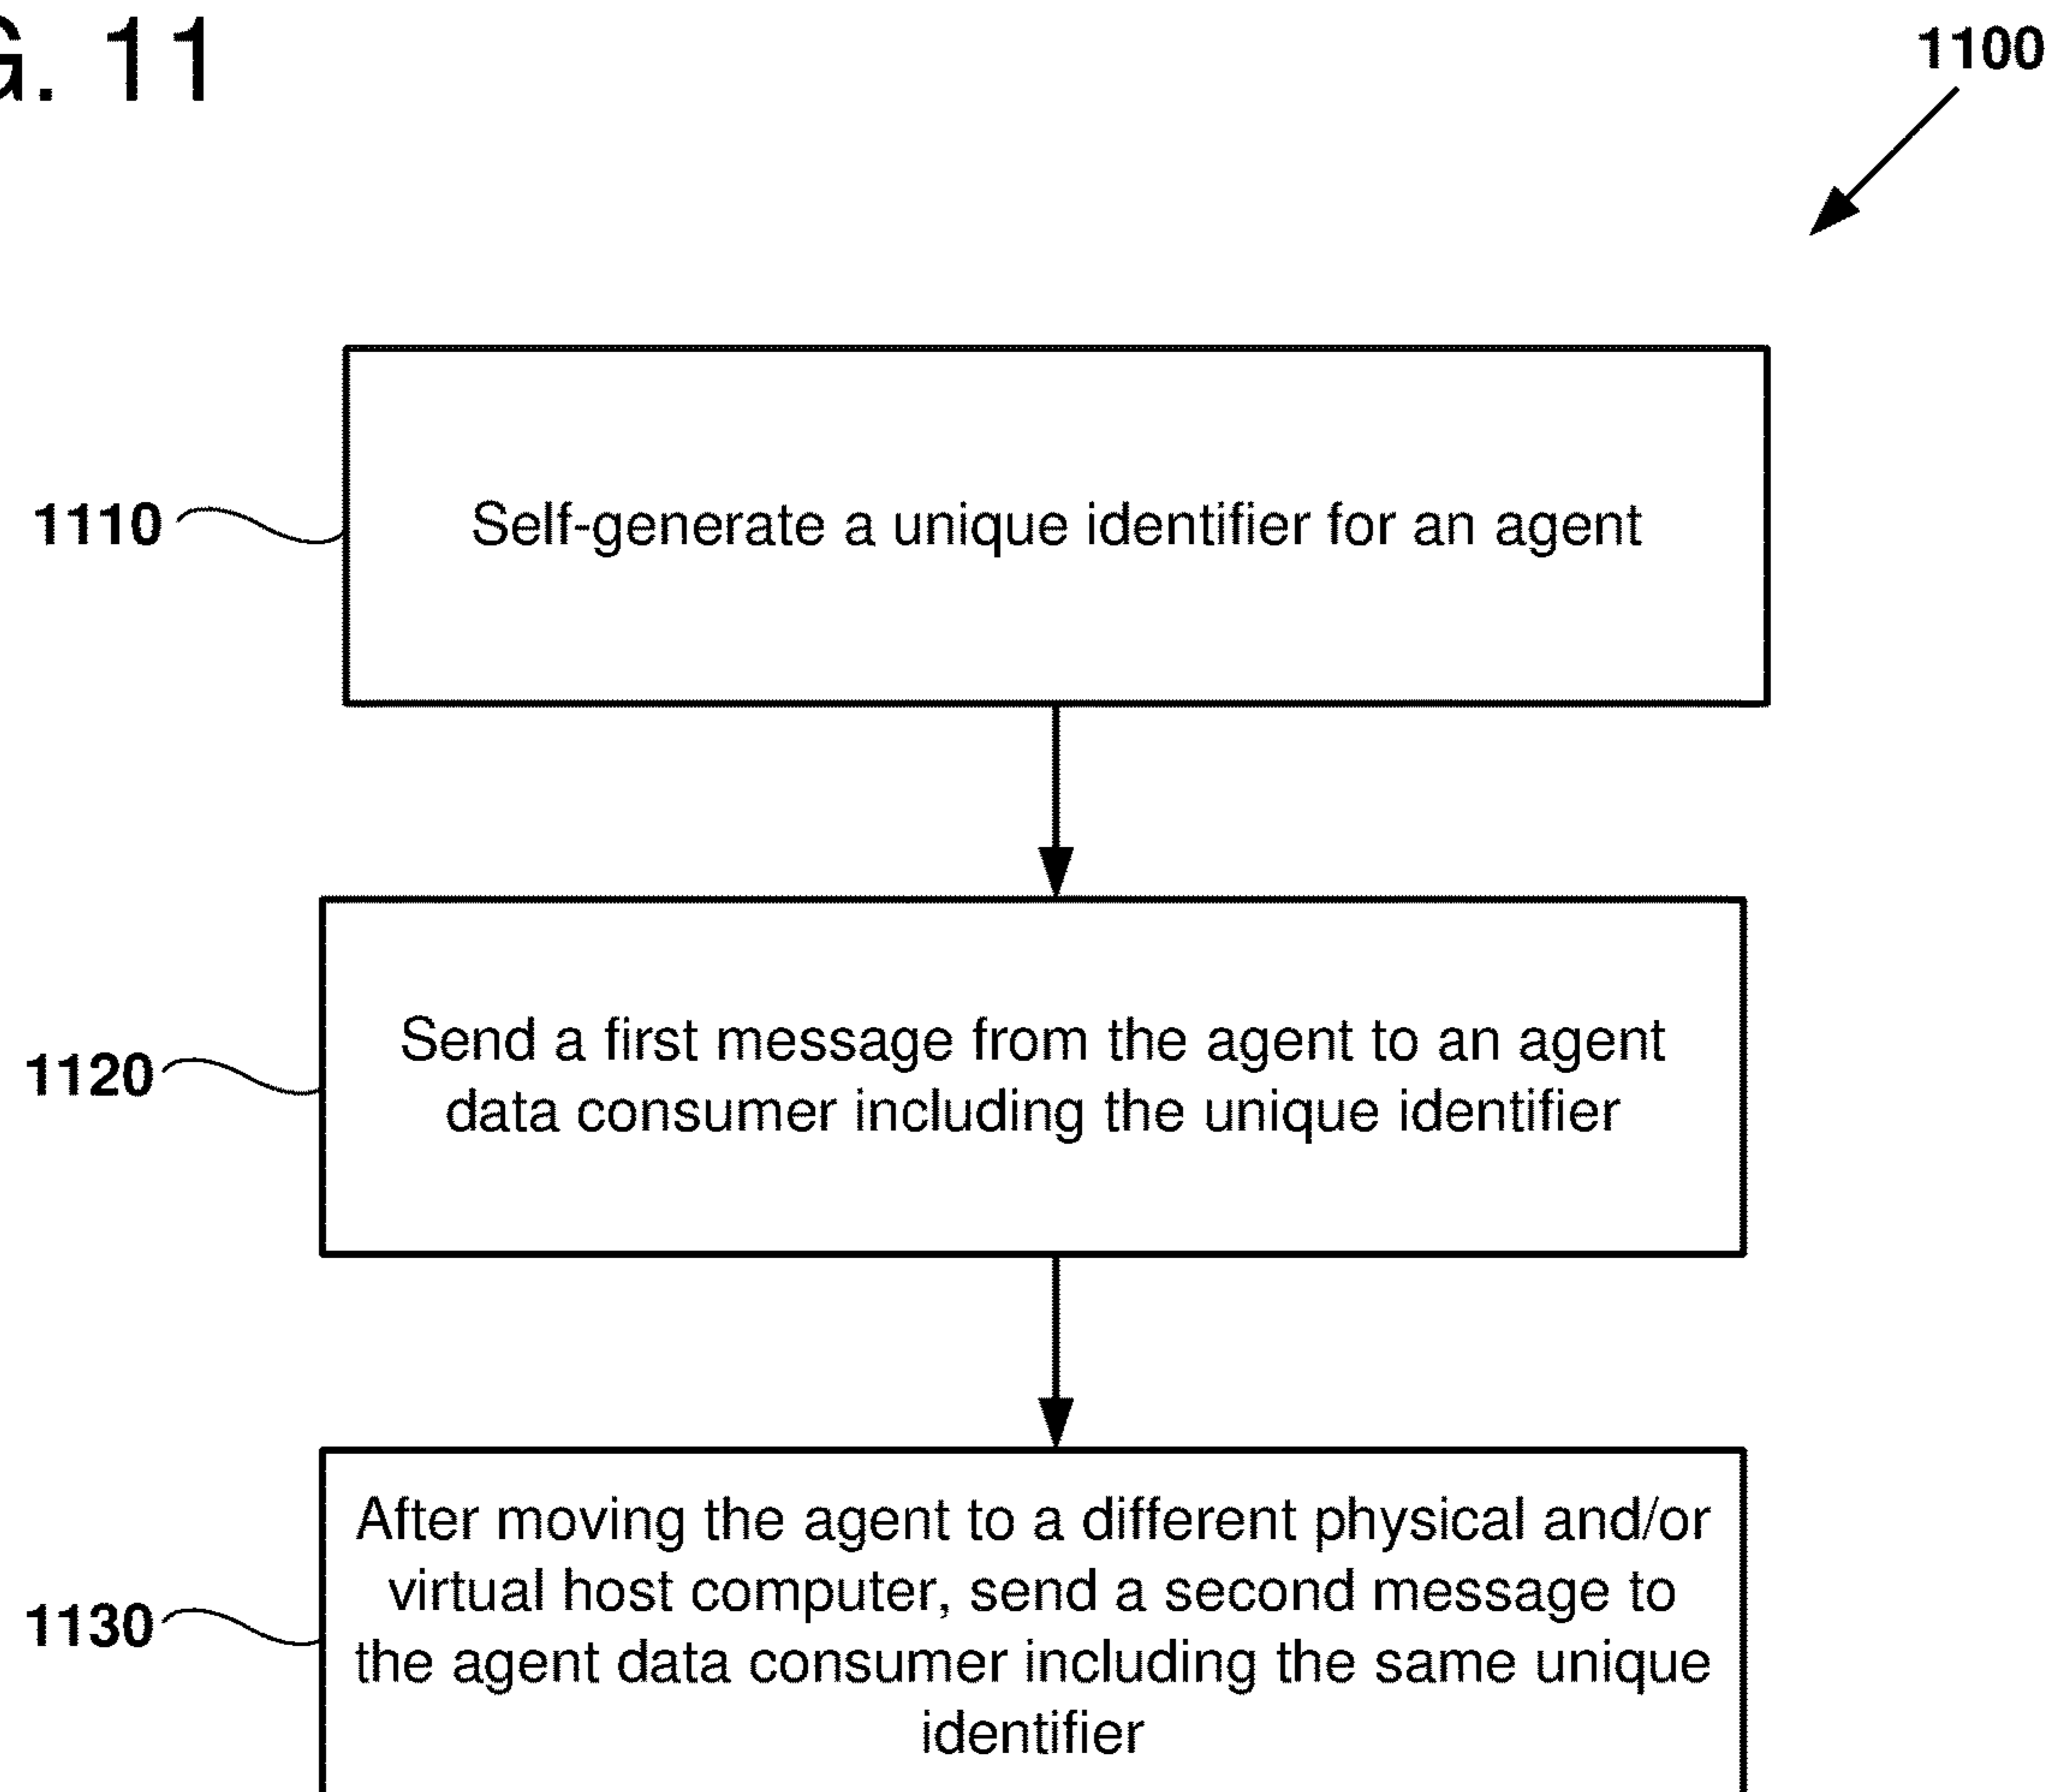 G. 11
1100
1110
Self-generate a unique identifier for an agent
1120
Send a first message from the agent to an agent
data consumer including the unique identifier
1130
After moving the agent to a different physical and/or
virtual host computer, send a second message to
the agent data consumer including the same unique
identifier